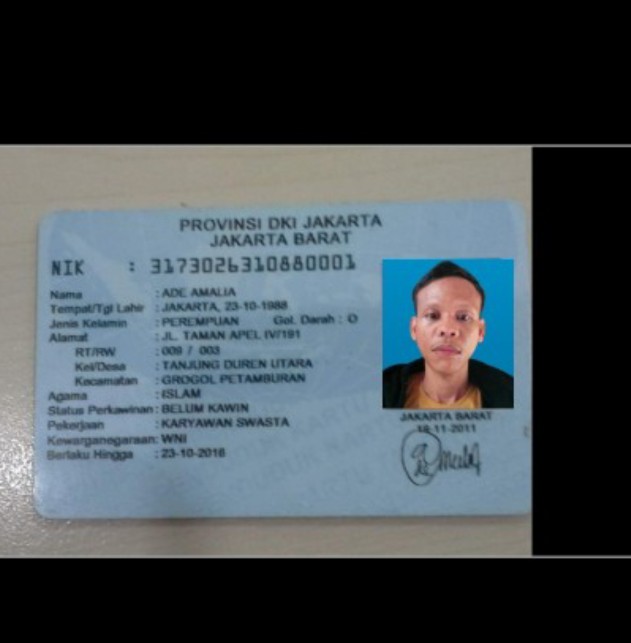 PROVINSI DKI JAKARTA
JAKARTA BARAT
NIK : 3173026310880001
Nama : ADE AMALIA
Tempat/Tgl Lahir : JAKARTA, 23-10-1988
Jenis Kelamin : PEREMPUAN Gol. Darah : O
Alamat : JL. TAMAN APEL IV/191
RT/RW : 009 / 003
Kel/Desa : TANJUNG DUREN UTARA
Kecamatan : GROGOL PETAMBURAN
Agama : ISLAM
Status Perkawinan : BELUM KAWIN
Pekerjaan : KARYAWAN SWASTA
Kewarganegaraan: WNI
Berlaku Hingga : 23-10-2016
JAKARTA BARAT